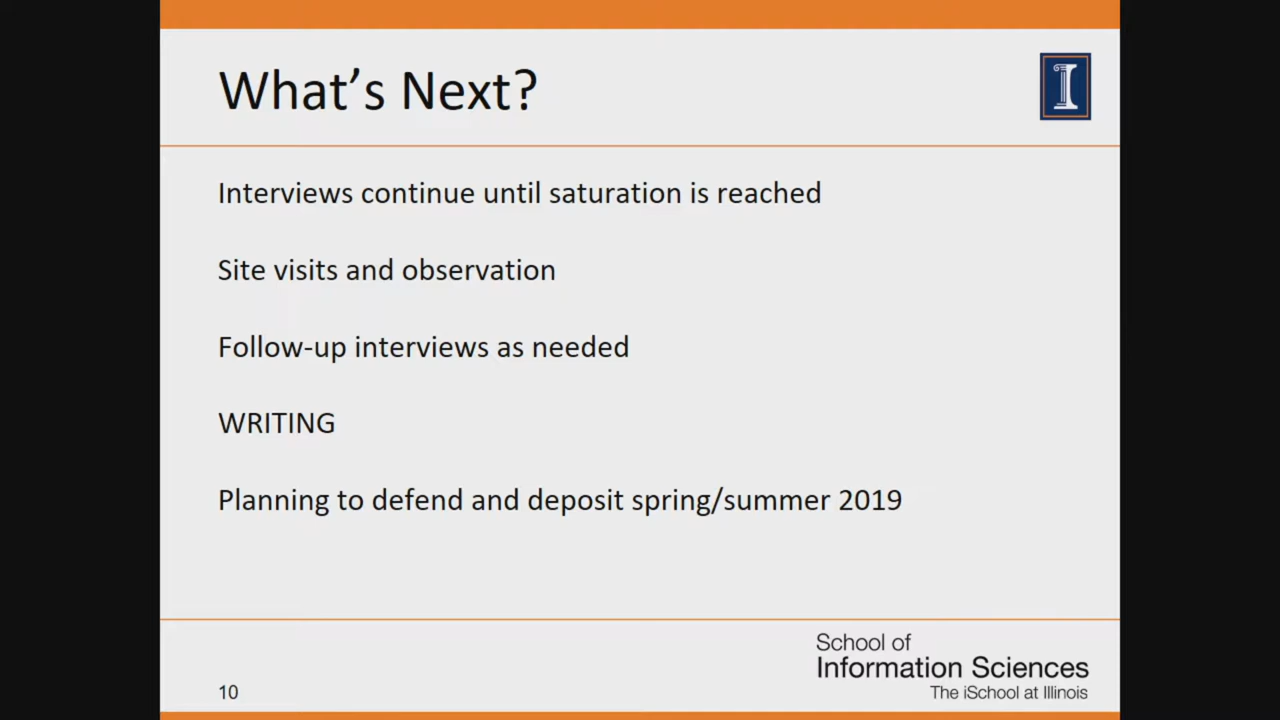 What’s Next?
Interviews continue until saturation is reached
Site visits and observation
Follow-up interviews as needed
WRITING
Planning to defend and deposit spring/summer 2019
School of
Information Sciences
The iSchool at Illinois
10